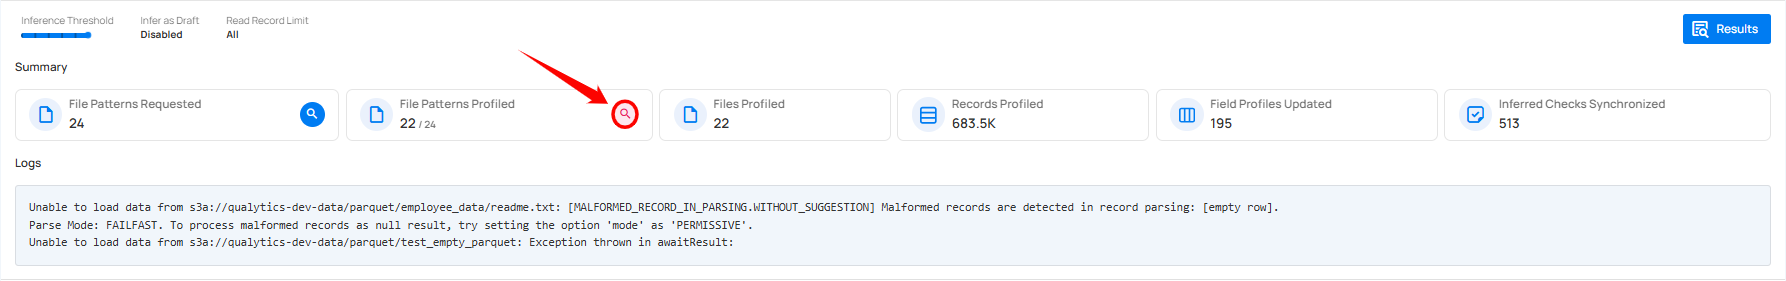 Inference Threshold Infer as Draft Read Record Limit
Disabled All
Results
Summary
File Patterns Requested File Patterns Profiled Files Profiled Records Profiled Field Profiles Updated Inferred Checks Synchronized
24 22 / 24 22 683.5K 195 513
Logs
Unable to load data from s3a://qualytics-dev-data/parquet/employee_data/readme.txt: [MALFORMED_RECORD_IN_PARSING.WITHOUT_SUGGESTION] Malformed records are detected in record parsing: [empty row].
Parse Mode: FAILFAST. To process malformed records as null result, try setting the option 'mode' as 'PERMISSIVE'.
Unable to load data from s3a://qualytics-dev-data/parquet/test_empty_parquet: Exception thrown in awaitResult: